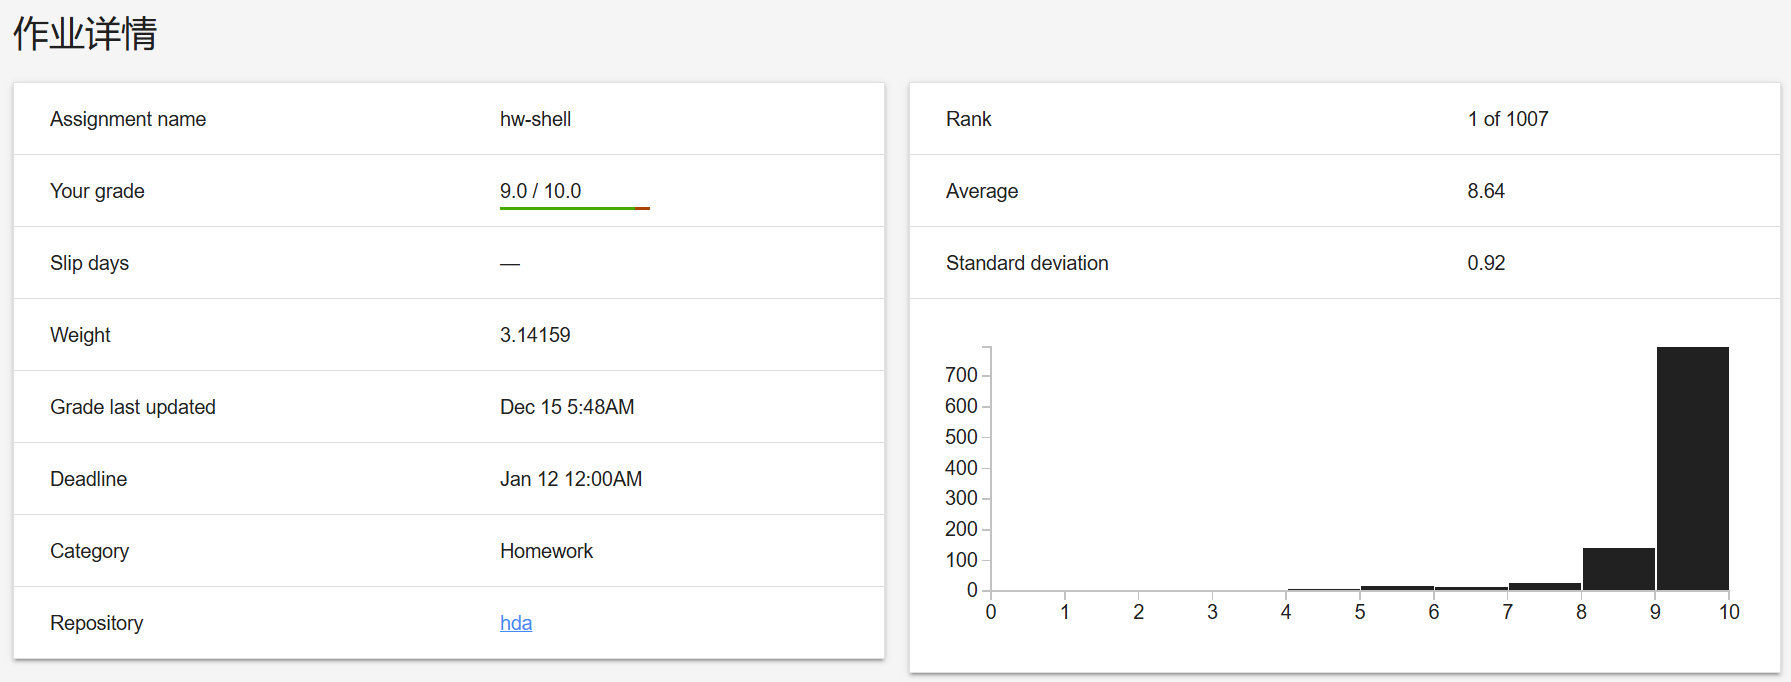 作业详情
Assignment name hw-shell
Your grade 9.0 / 10.0
Slip days —
Weight 3.14159
Grade last updated Dec 15 5:48AM
Deadline Jan 12 12:00AM
Category Homework
Repository hda
Rank 1 of 1007
Average 8.64
Standard deviation 0.92
700
600
500
400
300
200
100
0
0 1 2 3 4 5 6 7 8 9 10